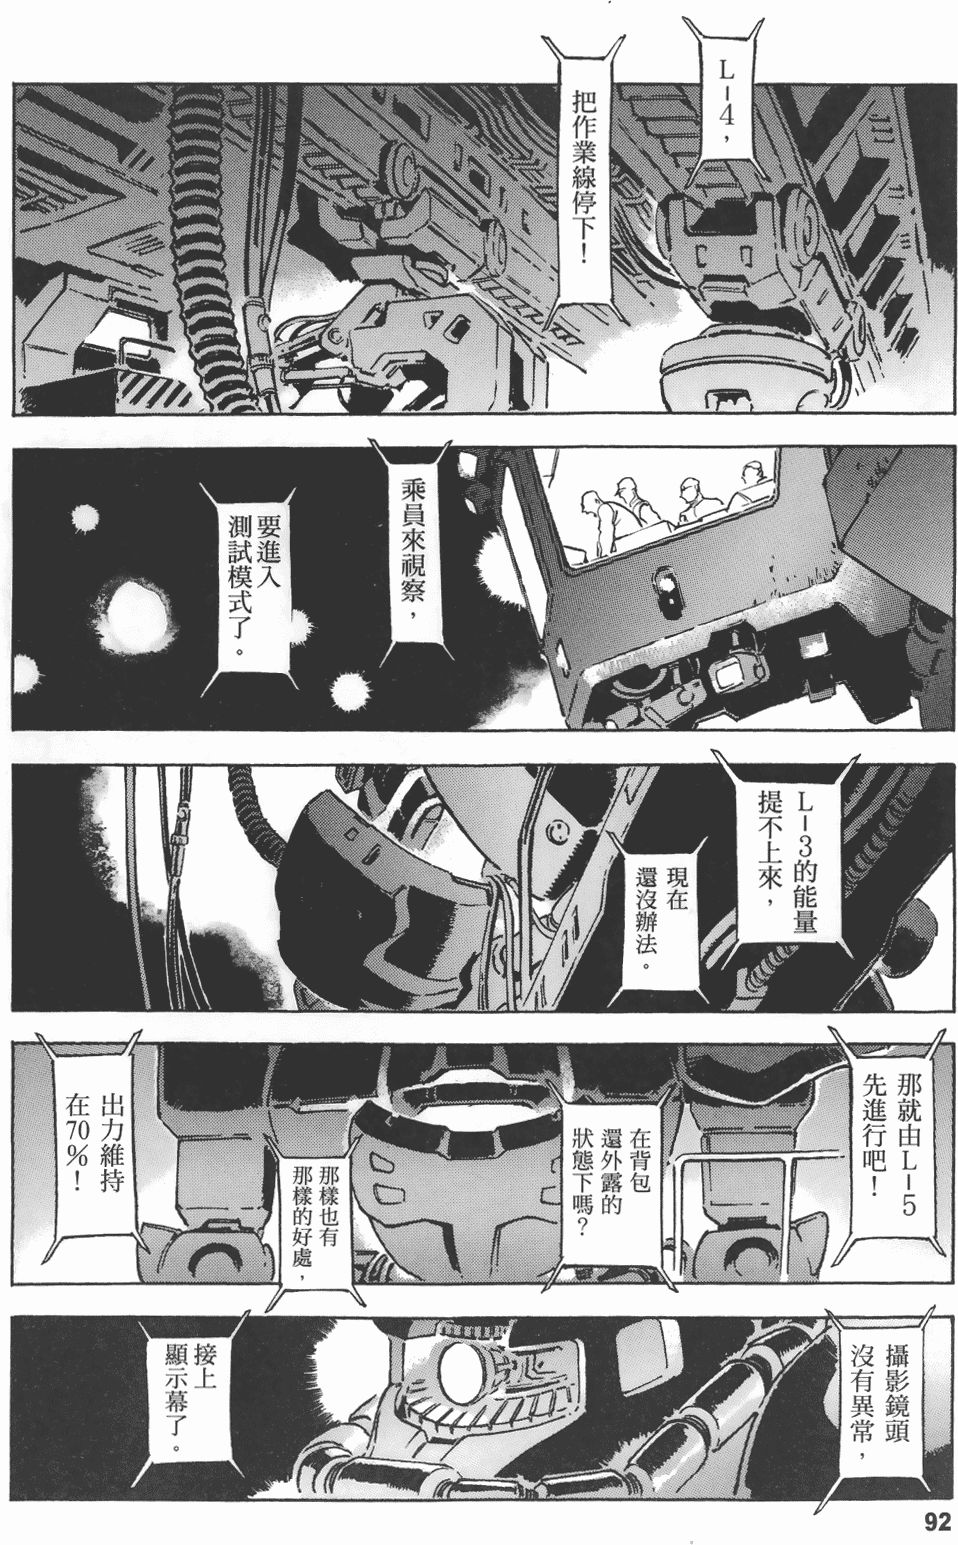 L-4，
把作業線停下！
乘員來視察，
要進入
測試模式了。
L-3的能量
提不上來，
現在
還沒辦法。
那就由L-5
先進行吧！
在背包
還外露的
狀態下嗎？
那樣也有
那樣的好處，
出力維持
在70%！
攝影鏡頭
沒有異常，
接上
顯示幕了。
92